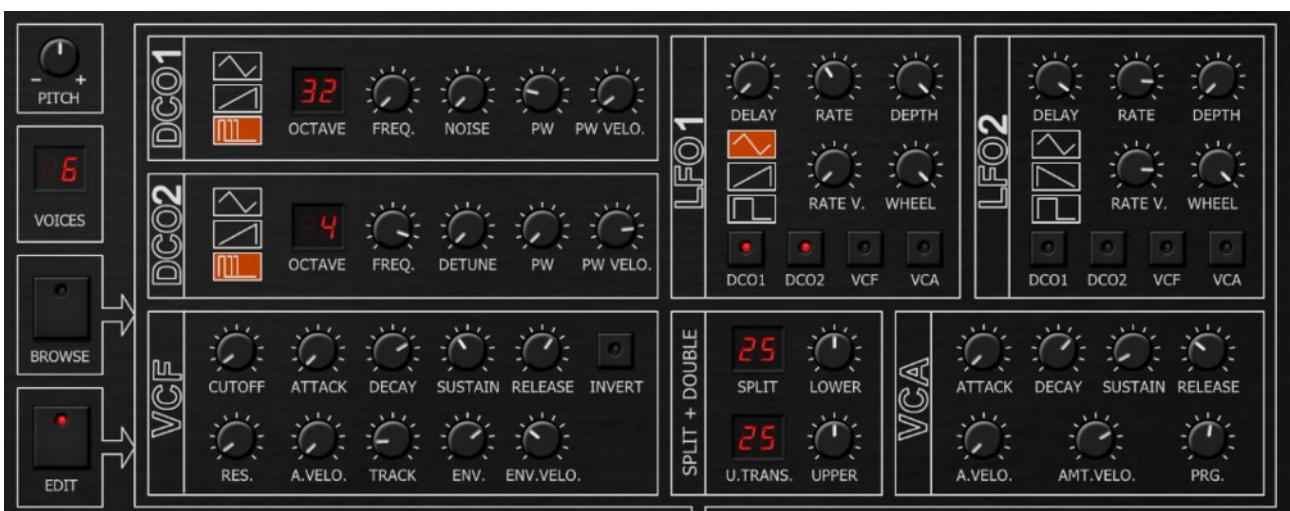 PITCH
6
VOICES
BROWSE
EDIT
DCO1
32
OCTAVE FREQ. NOISE PW PW VELO.
DCO2
4
OCTAVE FREQ. DETUNE PW PW VELO.
LFO1
DELAY RATE DEPTH
RATE V. WHEEL
DCO1 DCO2 VCF VCA
LFO2
DELAY RATE DEPTH
RATE V. WHEEL
DCO1 DCO2 VCF VCA
VCF
CUTOFF ATTACK DECAY SUSTAIN RELEASE INVERT
RES. A.VELO. TRACK ENV. ENV.VELO.
SPLIT + DOUBLE
25
SPLIT LOWER
25
U.TRANS. UPPER
VCA
ATTACK DECAY SUSTAIN RELEASE
A.VELO. AMT.VELO. PRG.